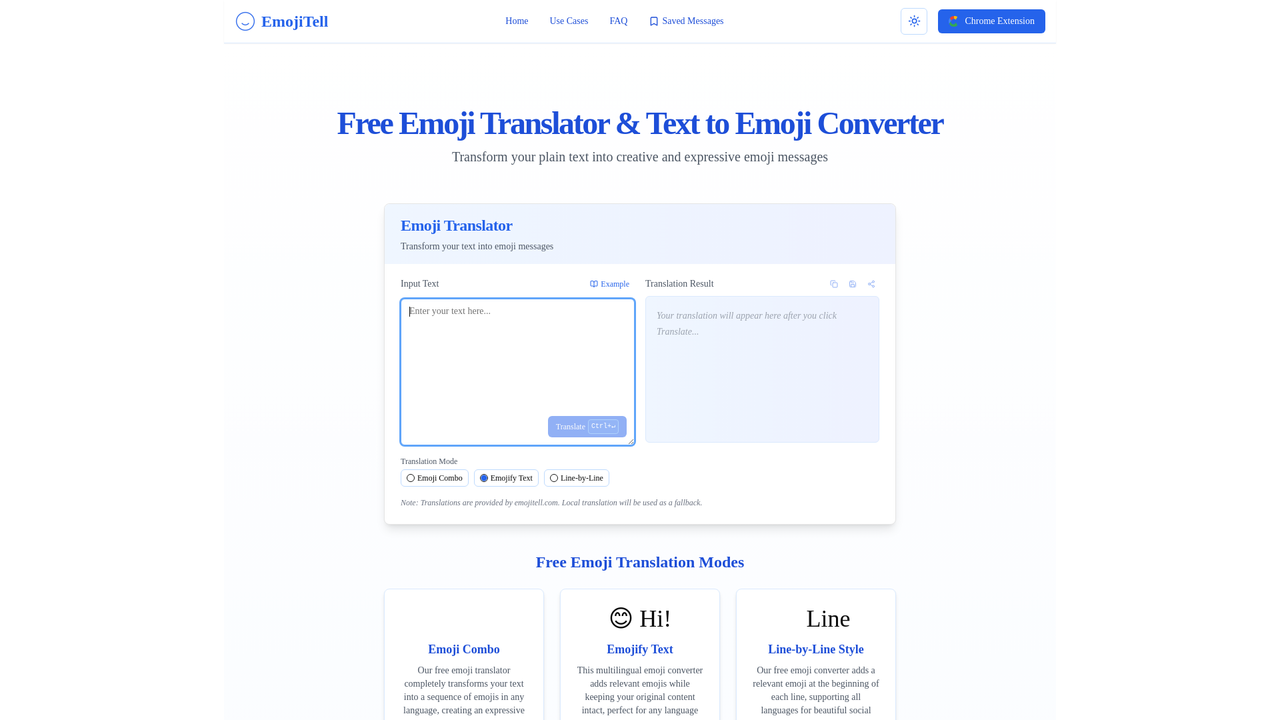 EmojiTell
Home
Use Cases
FAQ
Saved Messages
Chrome Extension
Free Emoji Translator & Text to Emoji Converter
Transform your plain text into creative and expressive emoji messages
Emoji Translator
Transform your text into emoji messages
Input Text
Example
Enter your text here...
Translate Ctrl+↵
Translation Result
Your translation will appear here after you click
Translate...
Translation Mode
Emoji Combo
Emojify Text
Line-by-Line
Note: Translations are provided by emojitell.com. Local translation will be used as a fallback.
Free Emoji Translation Modes
Emoji Combo
Our free emoji translator
completely transforms your text
into a sequence of emojis in any
language, creating an expressive
😊 Hi!
Emojify Text
This multilingual emoji converter
adds relevant emojis while
keeping your original content
intact, perfect for any language
Line
Line-by-Line Style
Our free emoji converter adds a
relevant emoji at the beginning of
each line, supporting all
languages for beautiful social